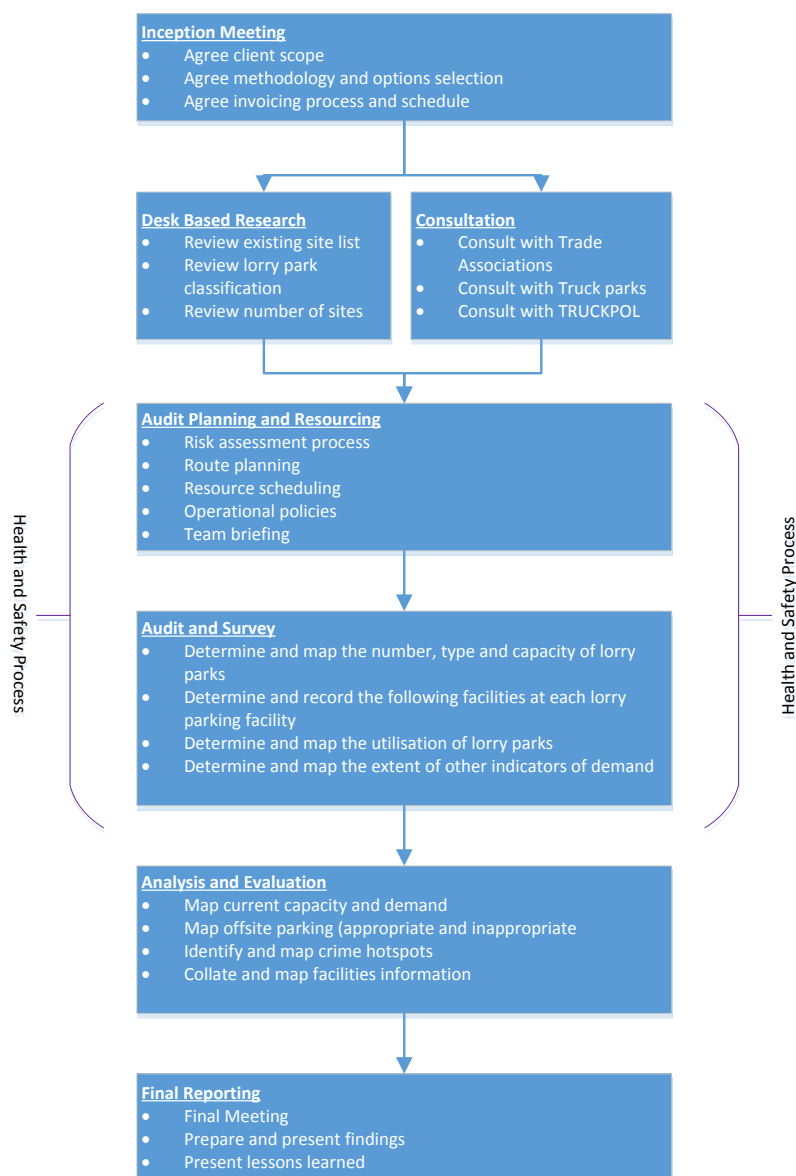 Inception Meeting
• Agree client scope
• Agree methodology and options selection
• Agree invoicing process and schedule
Desk Based Research
• Review existing site list
• Review lorry park
classification
• Review number of sites
Consultation
• Consult with Trade
Associations
• Consult with Truck parks
• Consult with TRUCKPOL
Health and Safety Process
Audit Planning and Resourcing
• Risk assessment process
• Route planning
• Resource scheduling
• Operational policies
• Team briefing
Audit and Survey
• Determine and map the number, type and capacity of lorry
parks
• Determine and record the following facilities at each lorry
parking facility
• Determine and map the utilisation of lorry parks
• Determine and map the extent of other indicators of demand
Health and Safety Process
Analysis and Evaluation
• Map current capacity and demand
• Map offsite parking (appropriate and inappropriate
• Identify and map crime hotspots
• Collate and map facilities information
Final Reporting
• Final Meeting
• Prepare and present findings
• Present lessons learned